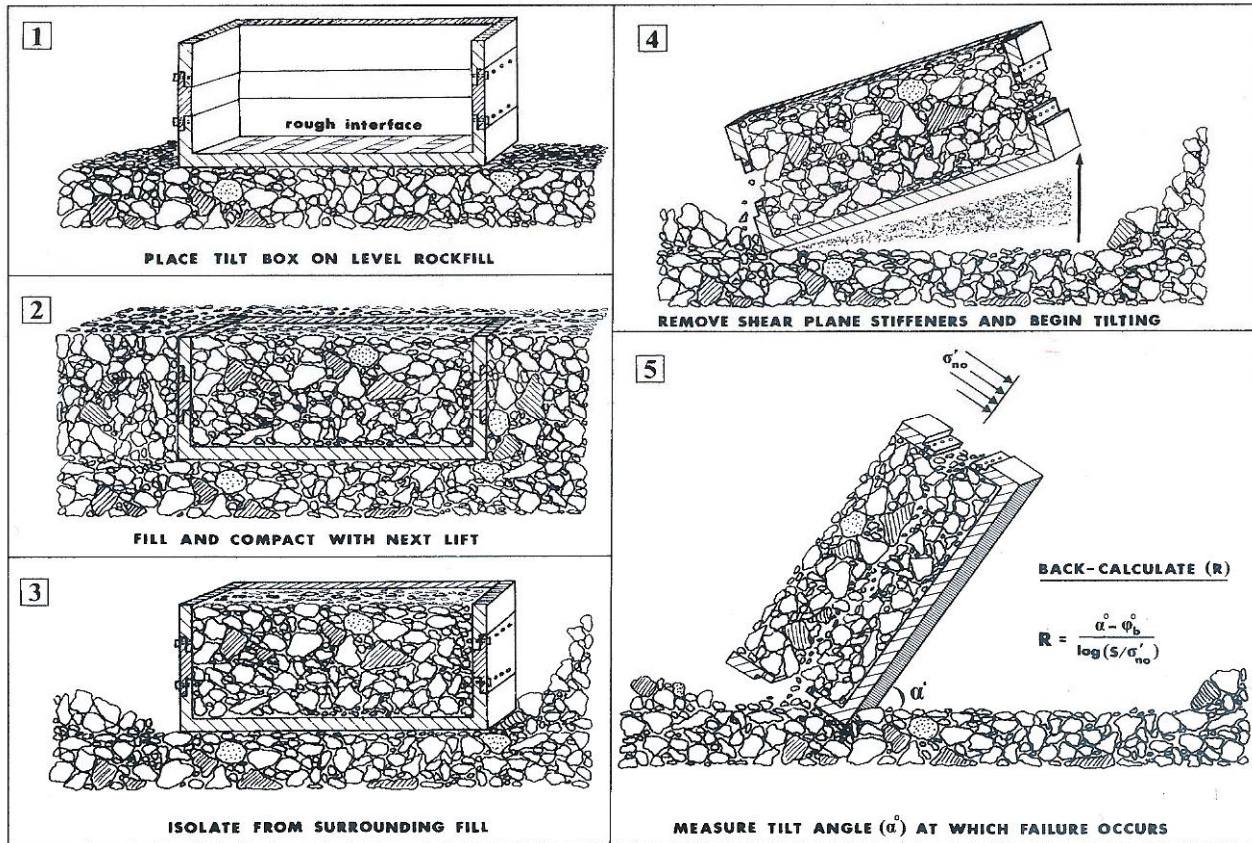 1
rough interface
PLACE TILT BOX ON LEVEL ROCKFILL
2
FILL AND COMPACT WITH NEXT LIFT
3
ISOLATE FROM SURROUNDING FILL
4
REMOVE SHEAR PLANE STIFFENERS AND BEGIN TILTING
5
σ'no
BACK-CALCULATE (R)
R = α° − φ°b / log (S/σ'no)
α°
MEASURE TILT ANGLE (α°) AT WHICH FAILURE OCCURS